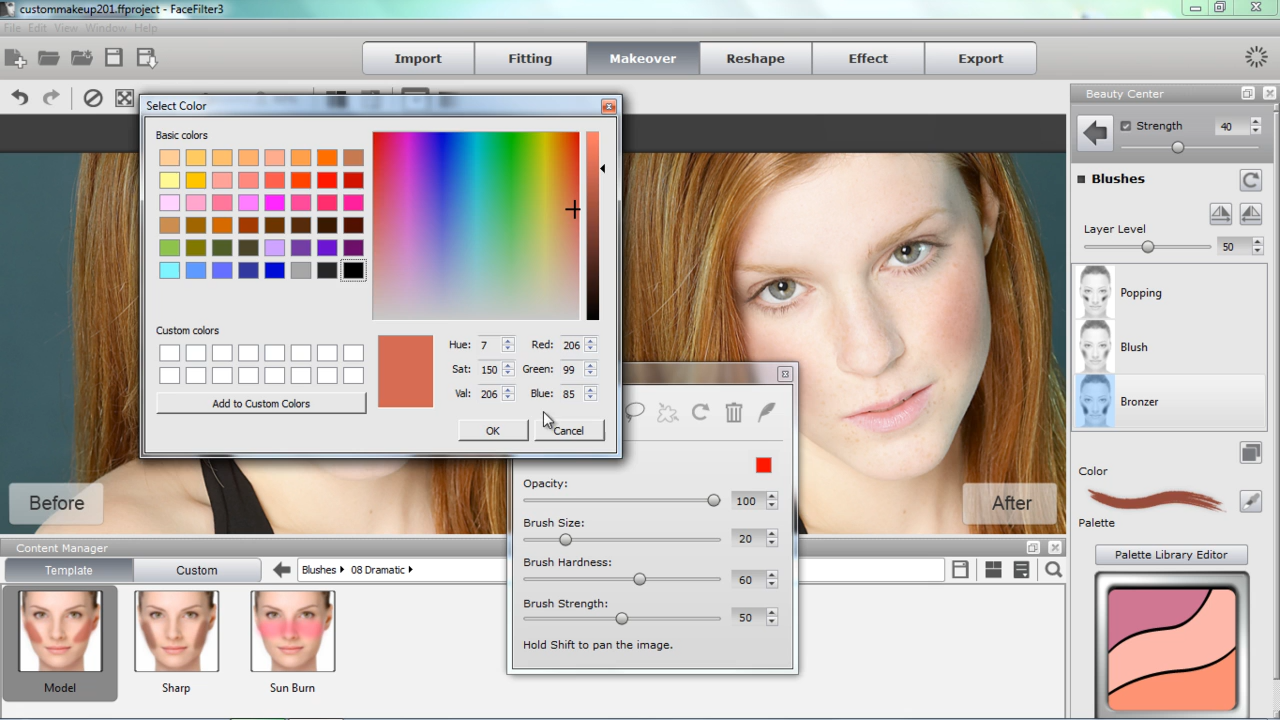 custommakeup201.ffproject - FaceFilter3
File Edit View Window Help
Import
Fitting
Makeover
Reshape
Effect
Export
Select Color
Basic colors
Custom colors
Add to Custom Colors
Hue: 7
Red: 206
Sat: 150
Green: 99
Val: 206
Blue: 85
OK
Cancel
Opacity:
100
Brush Size:
20
Brush Hardness:
60
Brush Strength:
50
Hold Shift to pan the image.
Before
After
Beauty Center
Strength
40
Blushes
Layer Level
50
Popping
Blush
Bronzer
Color
Palette
Palette Library Editor
Content Manager
Template
Custom
Blushes
08 Dramatic
Model
Sharp
Sun Burn